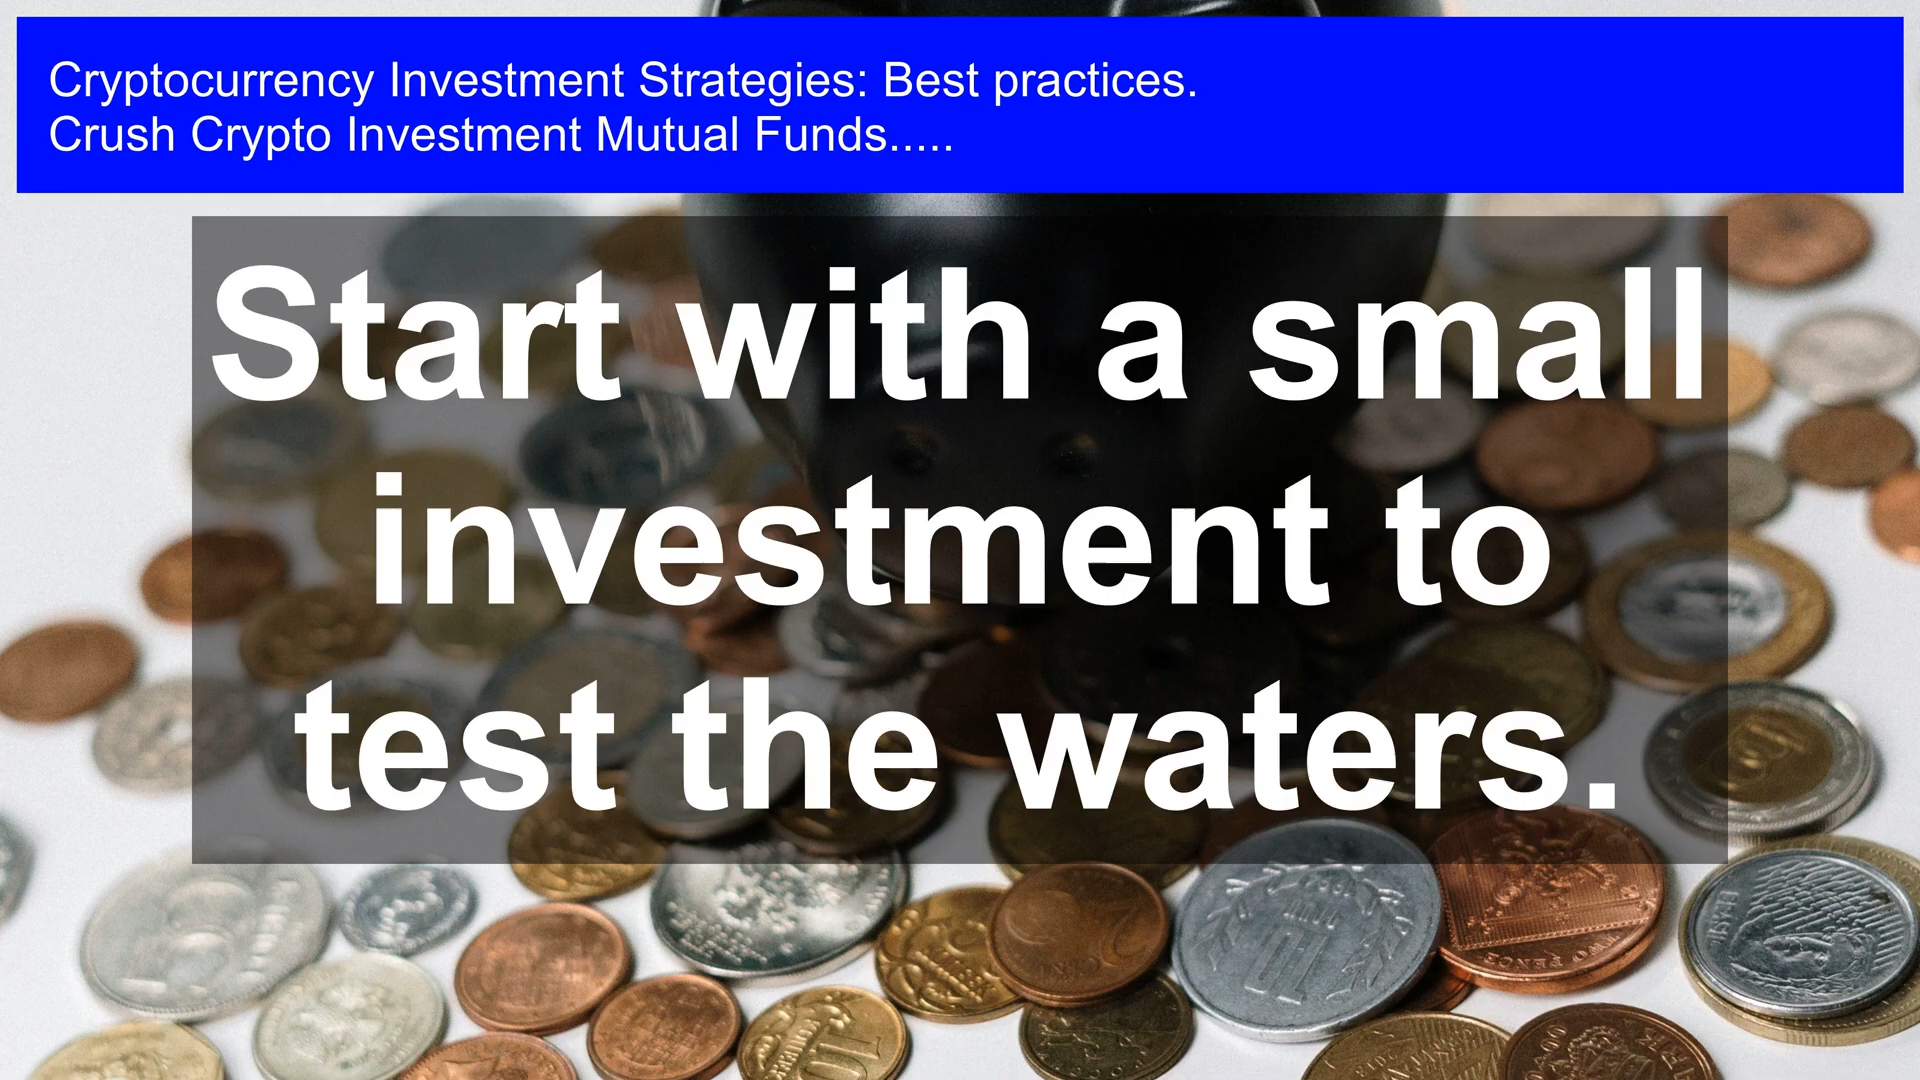 Cryptocurrency Investment Strategies: Best practices.
Crush Crypto Investment Mutual Funds.....
Start with a small
investment to
test the waters.